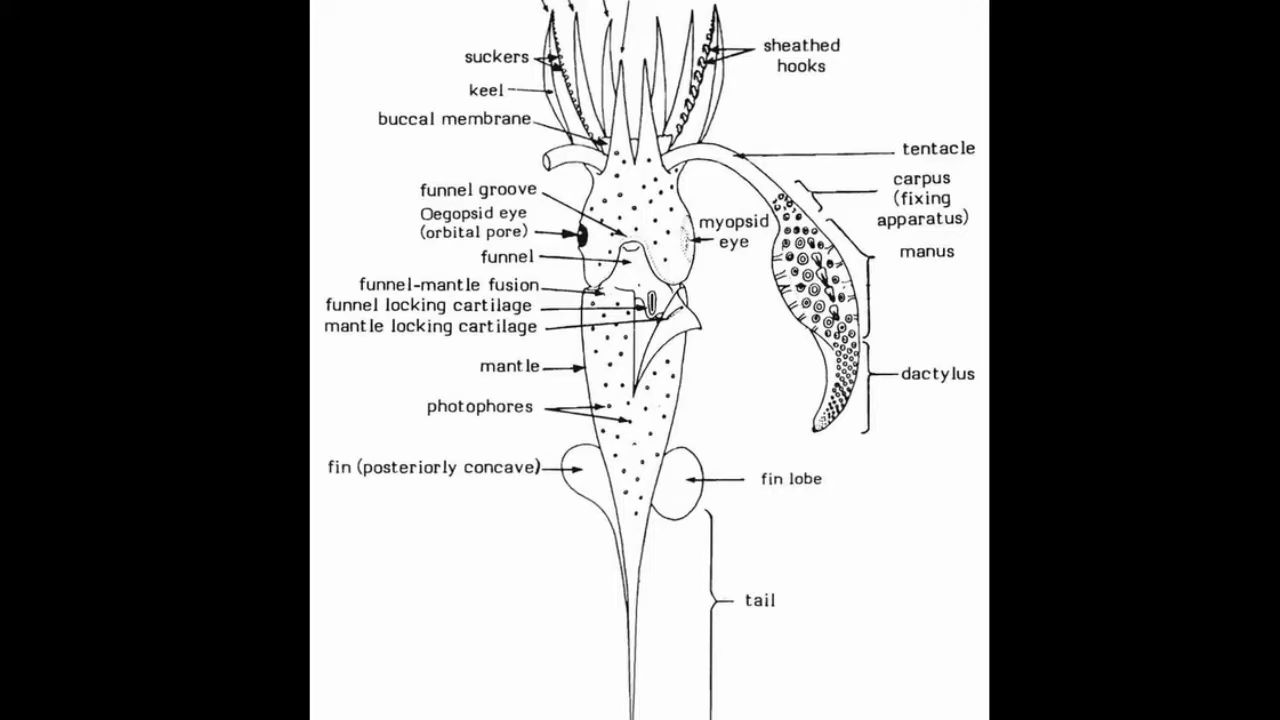 suckers
keel
buccal membrane
funnel groove
Oegopsid eye
(orbital pore)
funnel
funnel-mantle fusion
funnel locking cartilage
mantle locking cartilage
mantle
photophores
fin (posteriorly concave)
sheathed
hooks
tentacle
carpus
(fixing
apparatus)
myopsid
eye
manus
dactylus
fin lobe
tail